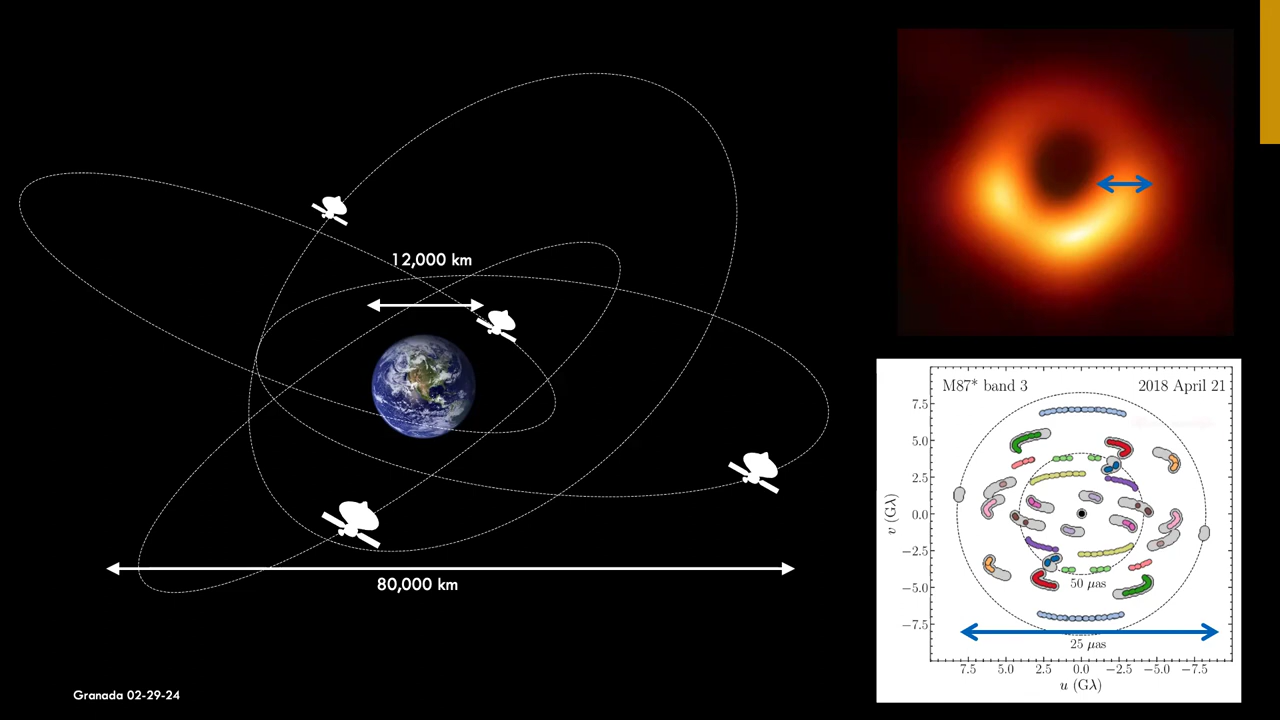 12,000 km
80,000 km
Granada 02-29-24
M87* band 3
2018 April 21
7.5
5.0
2.5
0.0
−2.5
−5.0
−7.5
v (Gλ)
50 μas
25 μas
7.5 5.0 2.5 0.0 −2.5 −5.0 −7.5
u (Gλ)